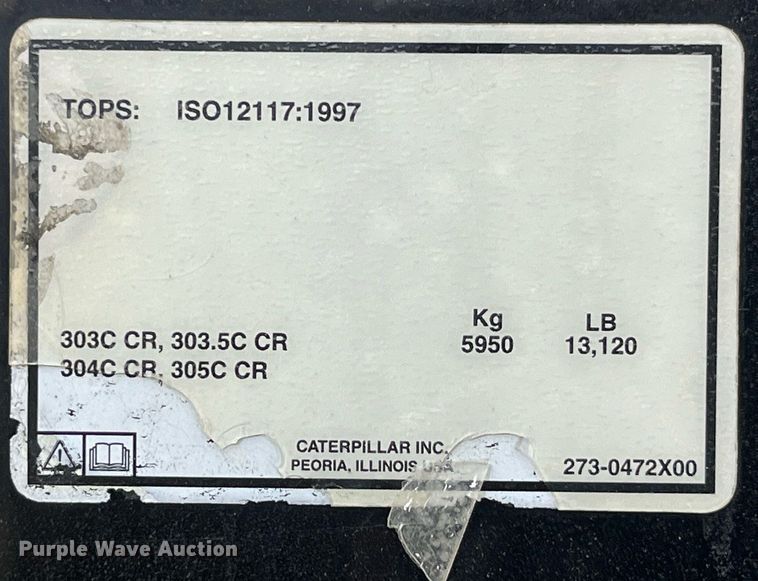 TOPS: ISO12117:1997
Kg LB
303C CR, 303.5C CR 5950 13,120
304C CR, 305C CR
CATERPILLAR INC.
PEORIA, ILLINOIS USA
273-0472X00
Purple Wave Auction